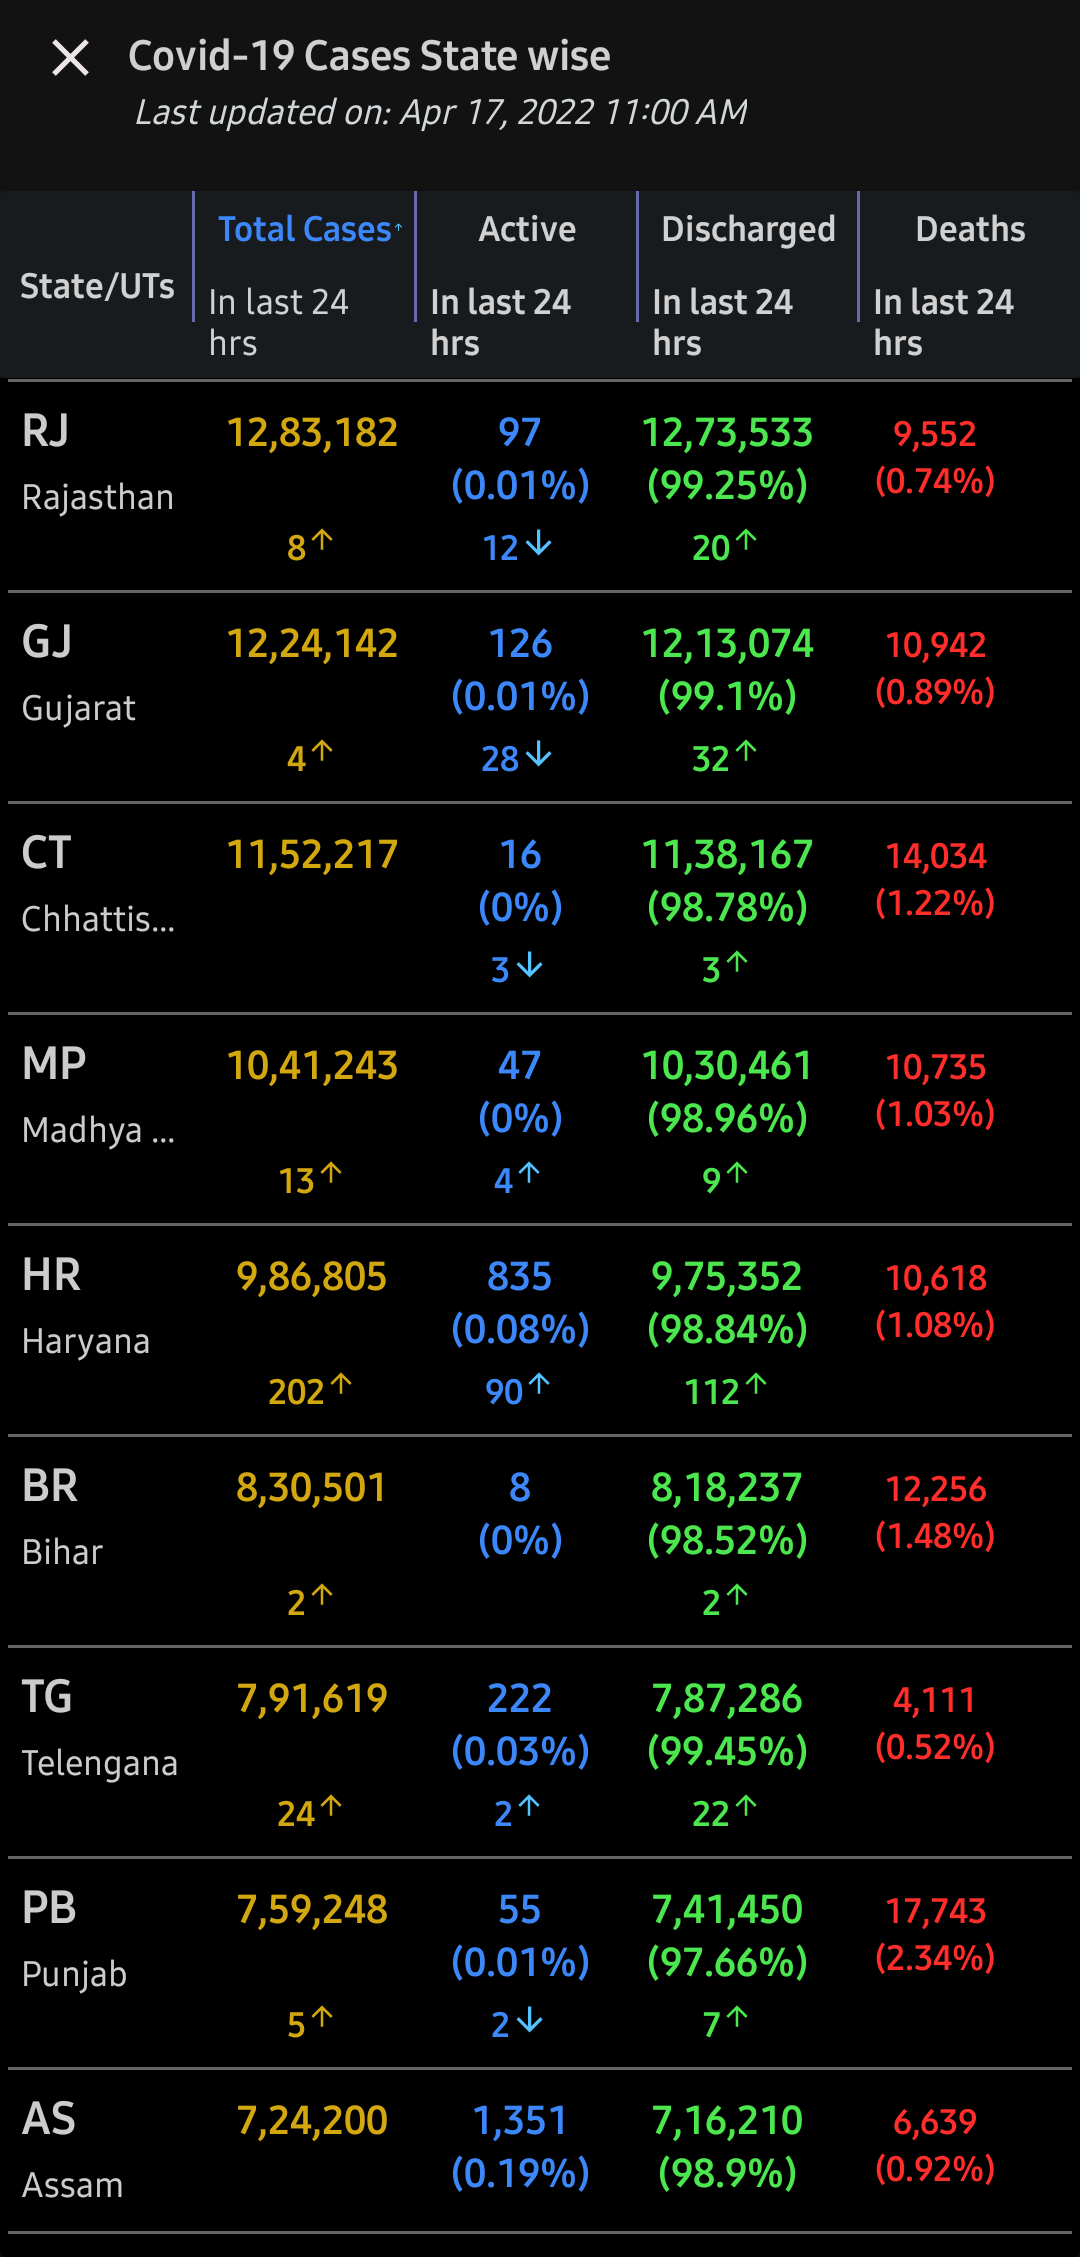 Covid-19 Cases State wise
Last updated on: Apr 17, 2022 11:00 AM
State/UTs
Total Cases↑ Active Discharged Deaths
In last 24 hrs In last 24 hrs In last 24 hrs In last 24 hrs
RJ 12,83,182 97 12,73,533 9,552
Rajasthan (0.01%) (99.25%) (0.74%)
8↑ 12↓ 20↑
GJ 12,24,142 126 12,13,074 10,942
Gujarat (0.01%) (99.1%) (0.89%)
4↑ 28↓ 32↑
CT 11,52,217 16 11,38,167 14,034
Chhattis... (0%) (98.78%) (1.22%)
3↓ 3↑
MP 10,41,243 47 10,30,461 10,735
Madhya ... (0%) (98.96%) (1.03%)
13↑ 4↑ 9↑
HR 9,86,805 835 9,75,352 10,618
Haryana (0.08%) (98.84%) (1.08%)
202↑ 90↑ 112↑
BR 8,30,501 8 8,18,237 12,256
Bihar (0%) (98.52%) (1.48%)
2↑ 2↑
TG 7,91,619 222 7,87,286 4,111
Telengana (0.03%) (99.45%) (0.52%)
24↑ 2↑ 22↑
PB 7,59,248 55 7,41,450 17,743
Punjab (0.01%) (97.66%) (2.34%)
5↑ 2↓ 7↑
AS 7,24,200 1,351 7,16,210 6,639
Assam (0.19%) (98.9%) (0.92%)